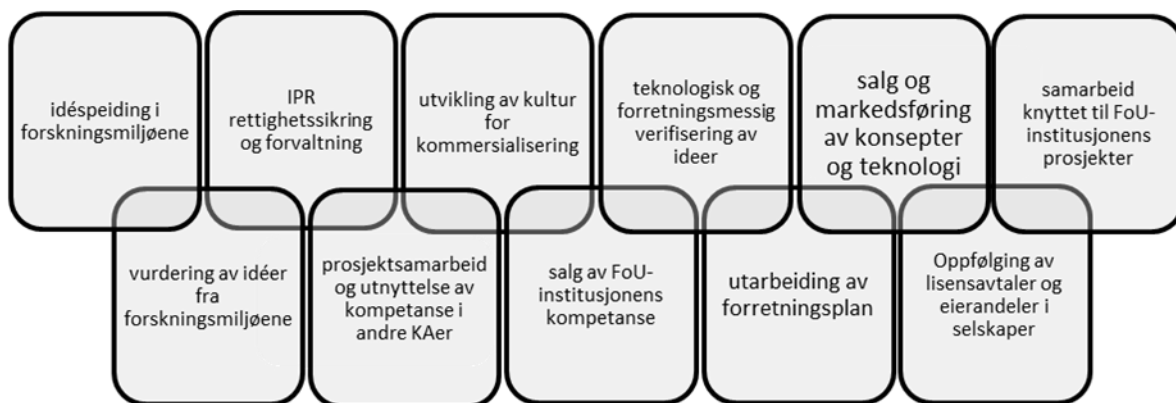 idéspeiding i
forskningsmiljøene
IPR
rettighetssikring
og forvaltning
utvikling av kultur
for
kommersialisering
teknologisk og
forretningsmessig
verifisering av
ideer
salg og
markedsføring
av konsepter
og teknologi
samarbeid
knyttet til FoU-
institusjonens
prosjekter
vurdering av idéer
fra
forskningsmiljøene
prosjektsamarbeid
og utnyttelse av
kompetanse i
andre KAer
salg av FoU-
institusjonens
kompetanse
utarbeiding av
forretningsplan
Oppfølging av
lisensavtaler og
eierandeler i
selskaper